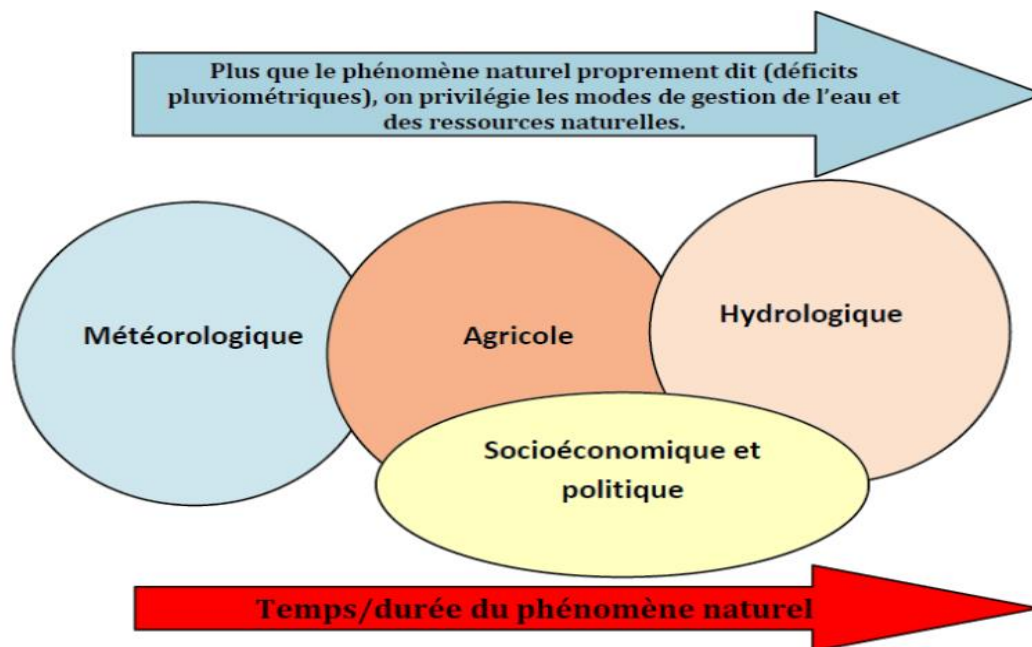 Plus que le phénomène naturel proprement dit (déficits
pluviométriques), on privilégie les modes de gestion de l'eau et
des ressources naturelles.
Météorologique
Agricole
Hydrologique
Socioéconomique et
politique
Temps/durée du phénomène naturel